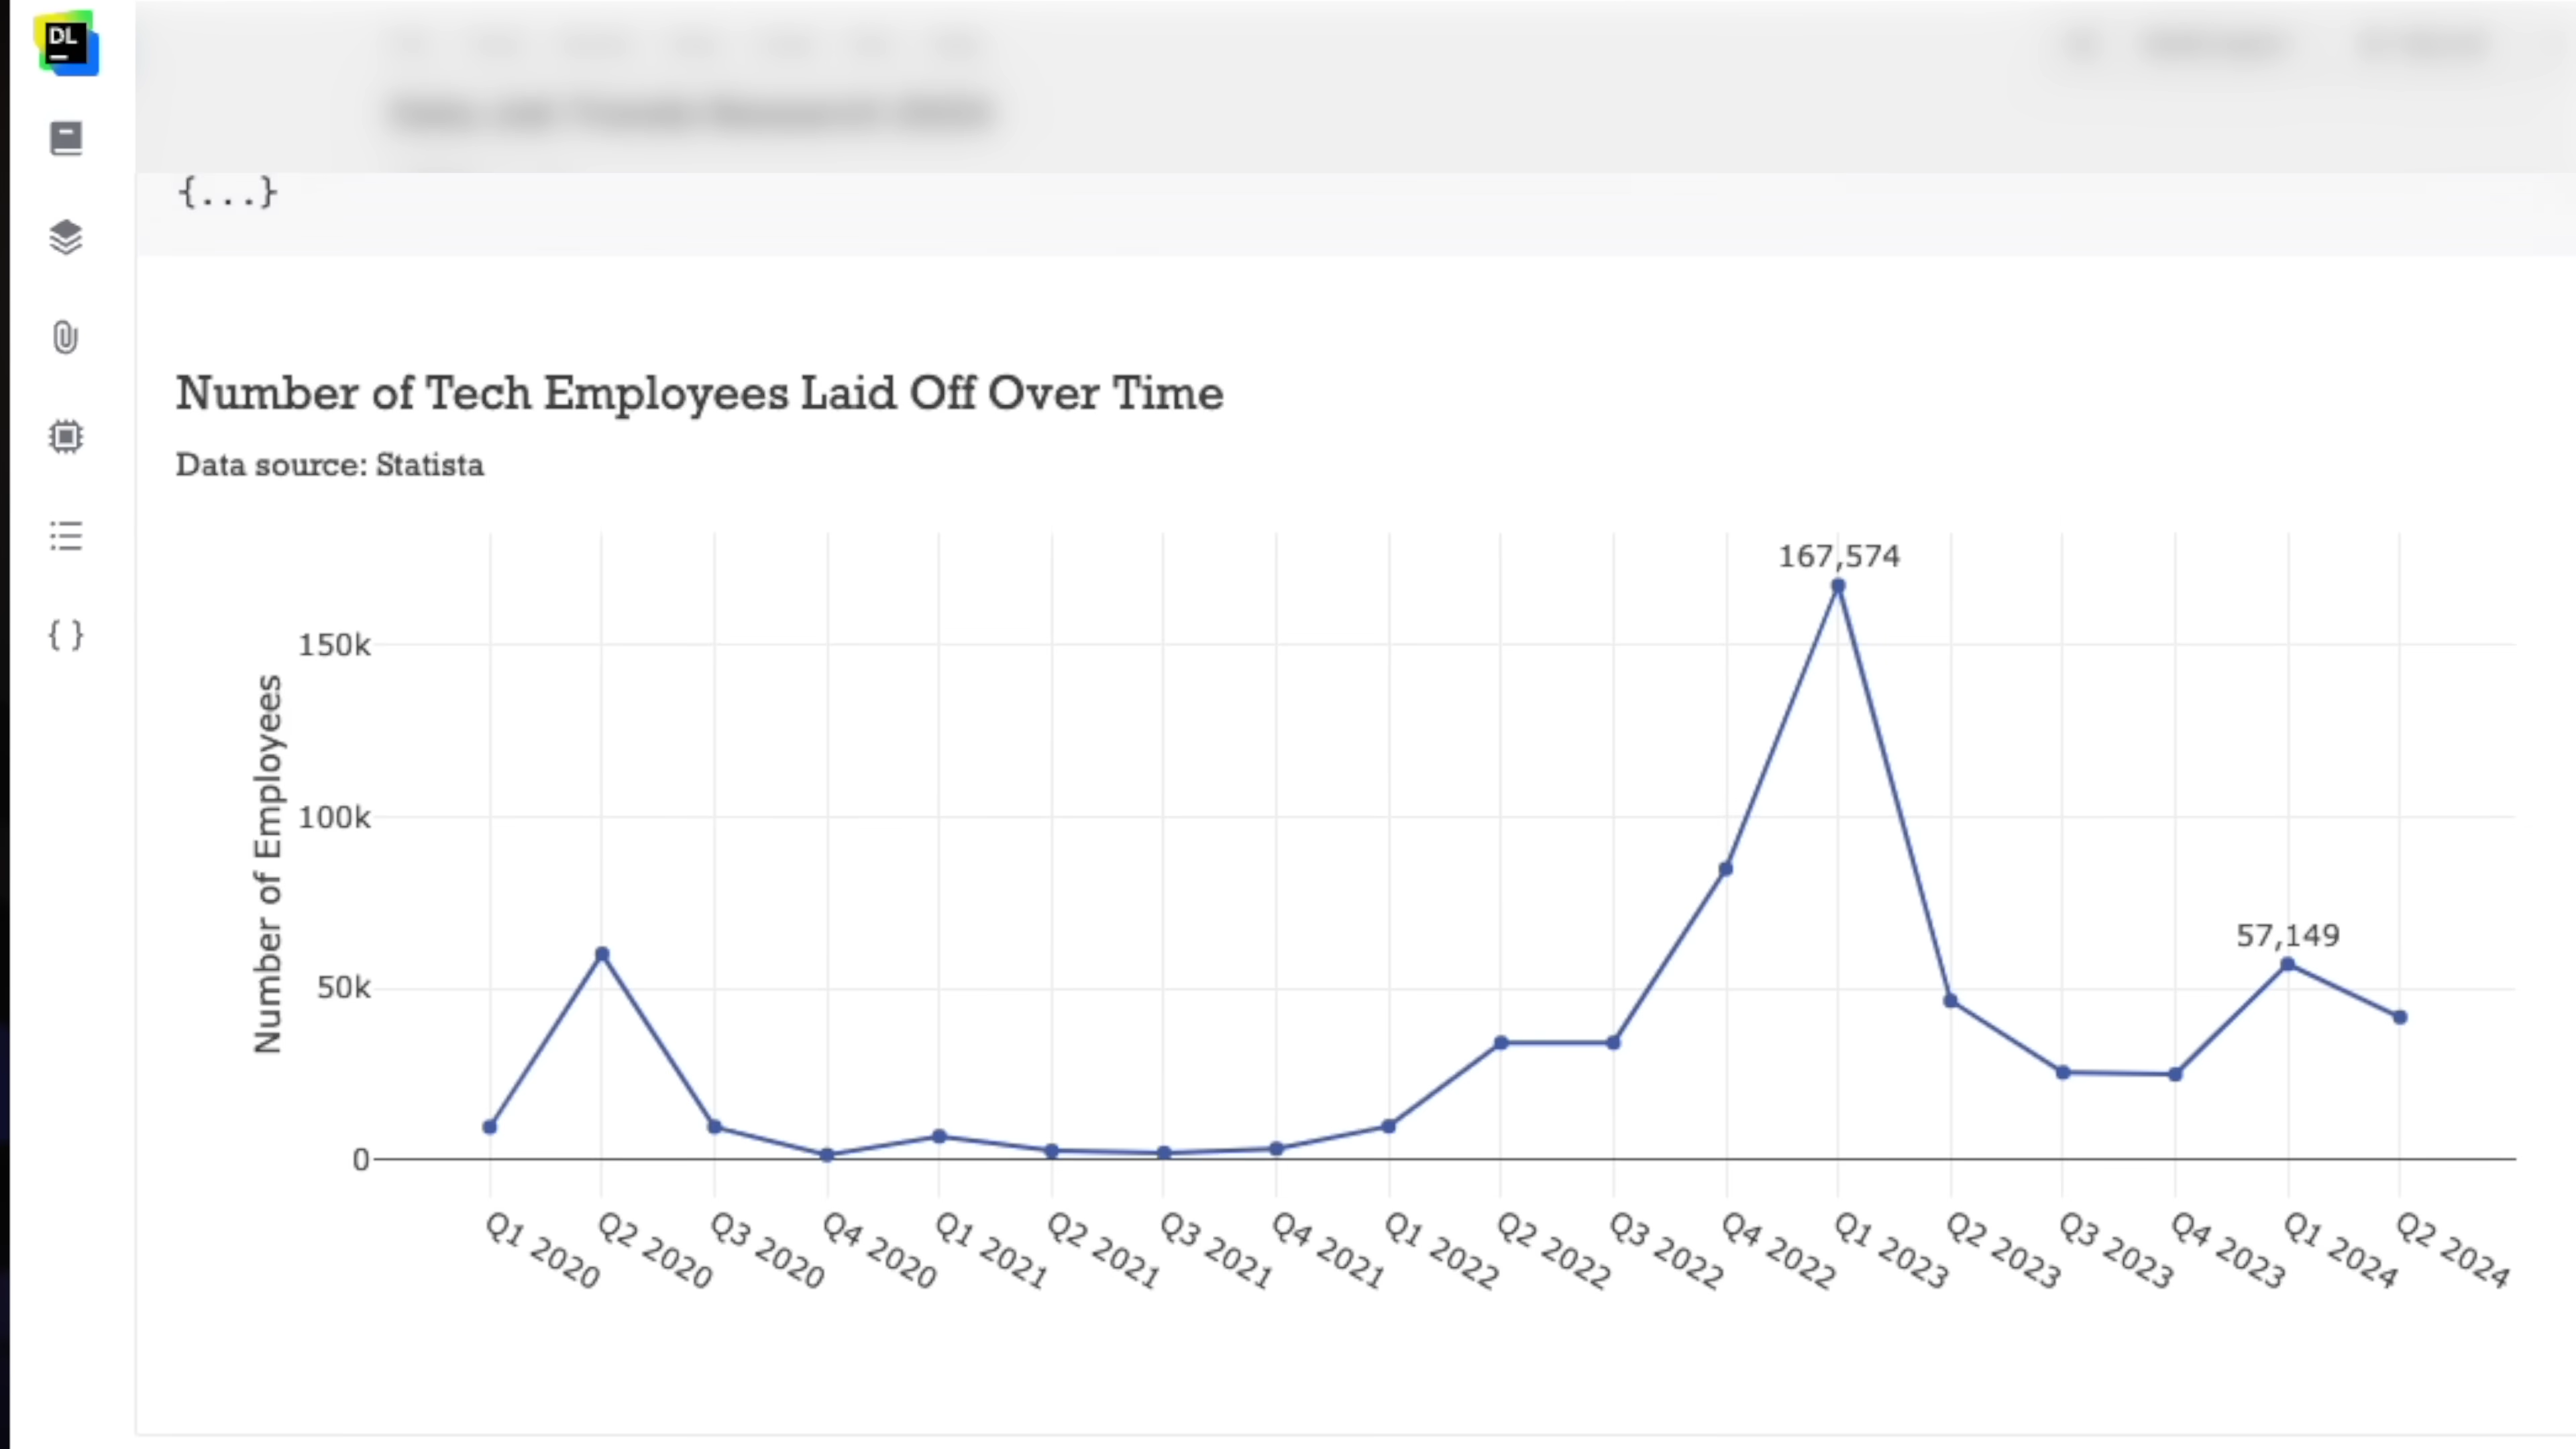 DL
{...}
Number of Tech Employees Laid Off Over Time
Data source: Statista
167,574
57,149
Number of Employees
150k
100k
50k
0
Q1 2020
Q2 2020
Q3 2020
Q4 2020
Q1 2021
Q2 2021
Q3 2021
Q4 2021
Q1 2022
Q2 2022
Q3 2022
Q4 2022
Q1 2023
Q2 2023
Q3 2023
Q4 2023
Q1 2024
Q2 2024